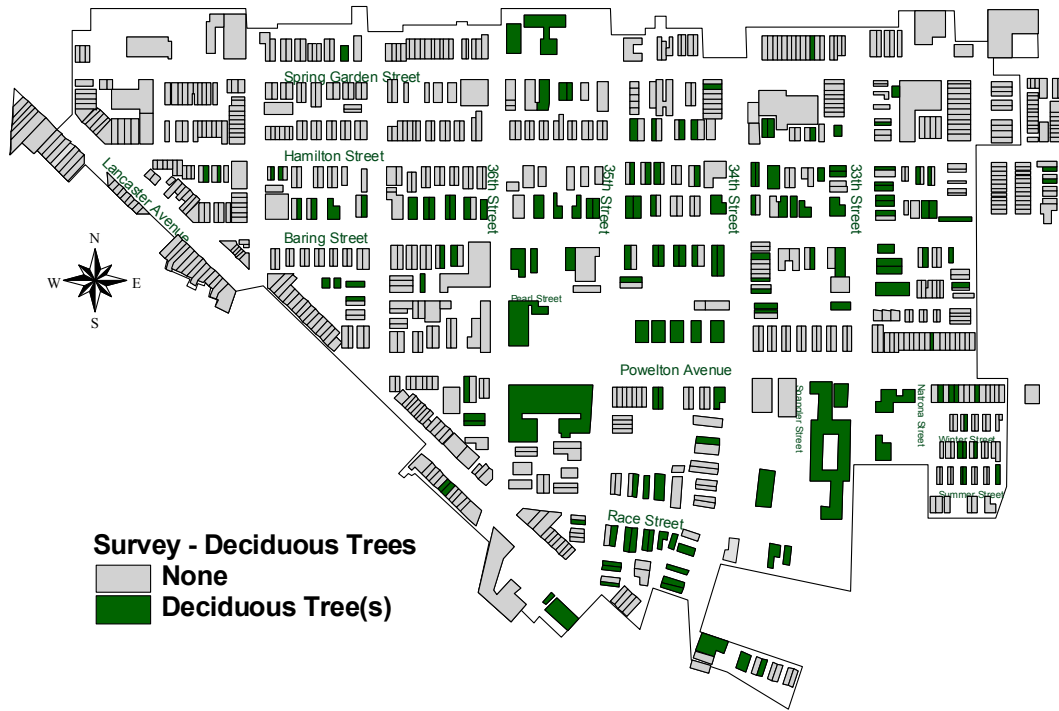 Spring Garden Street
Hamilton Street
Lancaster Avenue
36th Street
35th Street
34th Street
33th Street
Baring Street
N
W
E
S
Pearl Street
Powelton Avenue
Natrona Street
Winter Street
Summer Street
Race Street
Survey - Deciduous Trees
None
Deciduous Tree(s)